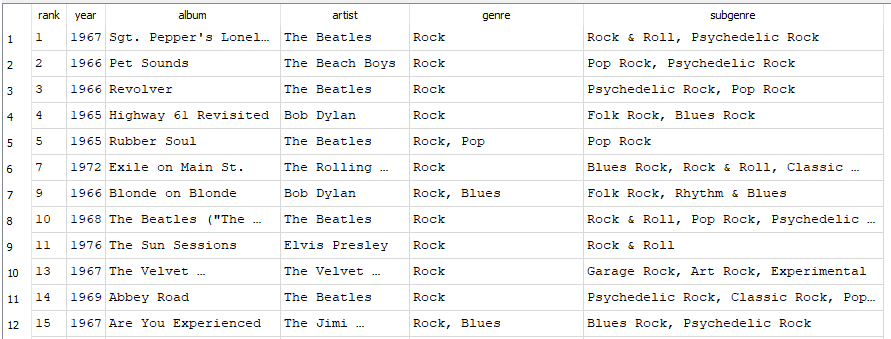 rank year album artist genre subgenre
1 1 1967 Sgt. Pepper's Lonel… The Beatles Rock Rock & Roll, Psychedelic Rock
2 2 1966 Pet Sounds The Beach Boys Rock Pop Rock, Psychedelic Rock
3 3 1966 Revolver The Beatles Rock Psychedelic Rock, Pop Rock
4 4 1965 Highway 61 Revisited Bob Dylan Rock Folk Rock, Blues Rock
5 5 1965 Rubber Soul The Beatles Rock, Pop Pop Rock
6 7 1972 Exile on Main St. The Rolling … Rock Blues Rock, Rock & Roll, Classic …
7 9 1966 Blonde on Blonde Bob Dylan Rock, Blues Folk Rock, Rhythm & Blues
8 10 1968 The Beatles ("The … The Beatles Rock Rock & Roll, Pop Rock, Psychedelic …
9 11 1976 The Sun Sessions Elvis Presley Rock Rock & Roll
10 13 1967 The Velvet … The Velvet … Rock Garage Rock, Art Rock, Experimental
11 14 1969 Abbey Road The Beatles Rock Psychedelic Rock, Classic Rock, Pop…
12 15 1967 Are You Experienced The Jimi … Rock, Blues Blues Rock, Psychedelic Rock